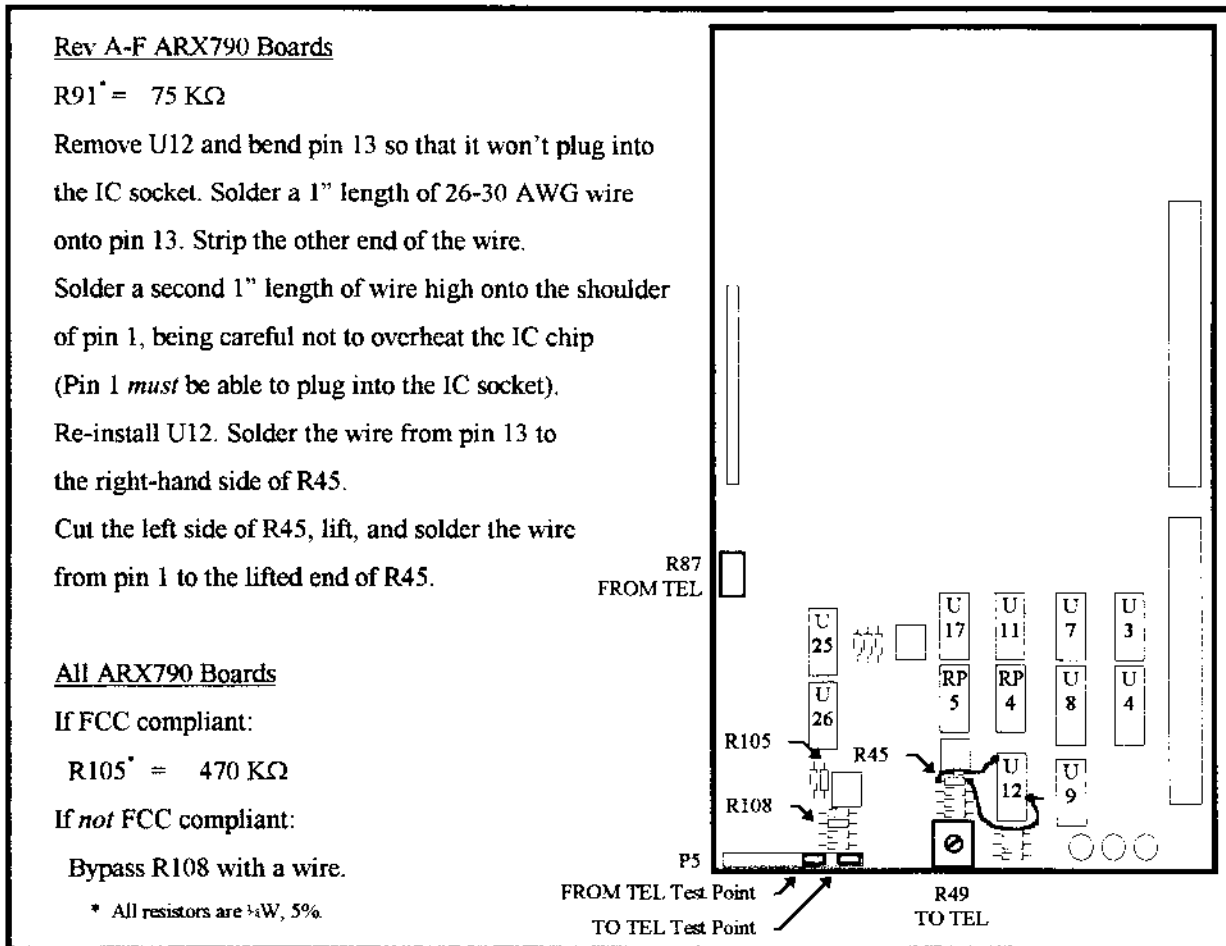 Rev A-F ARX790 Boards
R91* = 75 KΩ
Remove U12 and bend pin 13 so that it won't plug into
the IC socket. Solder a 1” length of 26-30 AWG wire
onto pin 13. Strip the other end of the wire.
Solder a second 1” length of wire high onto the shoulder
of pin 1, being careful not to overheat the IC chip
(Pin 1 must be able to plug into the IC socket).
Re-install U12. Solder the wire from pin 13 to
the right-hand side of R45.
Cut the left side of R45, lift, and solder the wire
from pin 1 to the lifted end of R45.
All ARX790 Boards
If FCC compliant:
R105* = 470 KΩ
If not FCC compliant:
Bypass R108 with a wire.
* All resistors are ¼W, 5%.
R87
FROM TEL
U
25
U
17
U
11
U
7
U
3
U
26
RP
5
RP
4
U
8
U
4
R105
R45
U
12
U
9
R108
P5
FROM TEL Test Point
TO TEL Test Point
R49
TO TEL